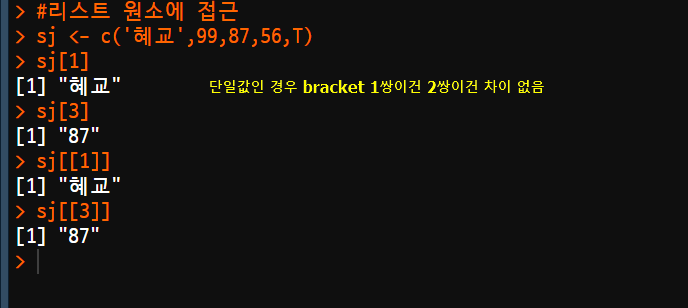 > #리스트 원소에 접근
> sj <- c('혜교',99,87,56,T)
> sj[1]
[1] "혜교"
단일값인 경우 bracket 1쌍이건 2쌍이건 차이 없음
> sj[3]
[1] "87"
> sj[[1]]
[1] "혜교"
> sj[[3]]
[1] "87"
>